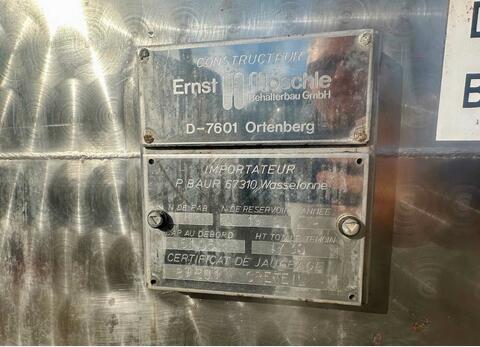 CONSTRUCTEUR
Ernst Möschle
Behälterbau GmbH
D-7601 Ortenberg
IMPORTATEUR
P. BAUR 67310 Wasselonne
N. DE FAB. N. DE RESERVOIR ANNEE
CAP. AU DEBORD HT TOTALE TEMOIN
CERTIFICAT DE JAUGEAGE
D
B